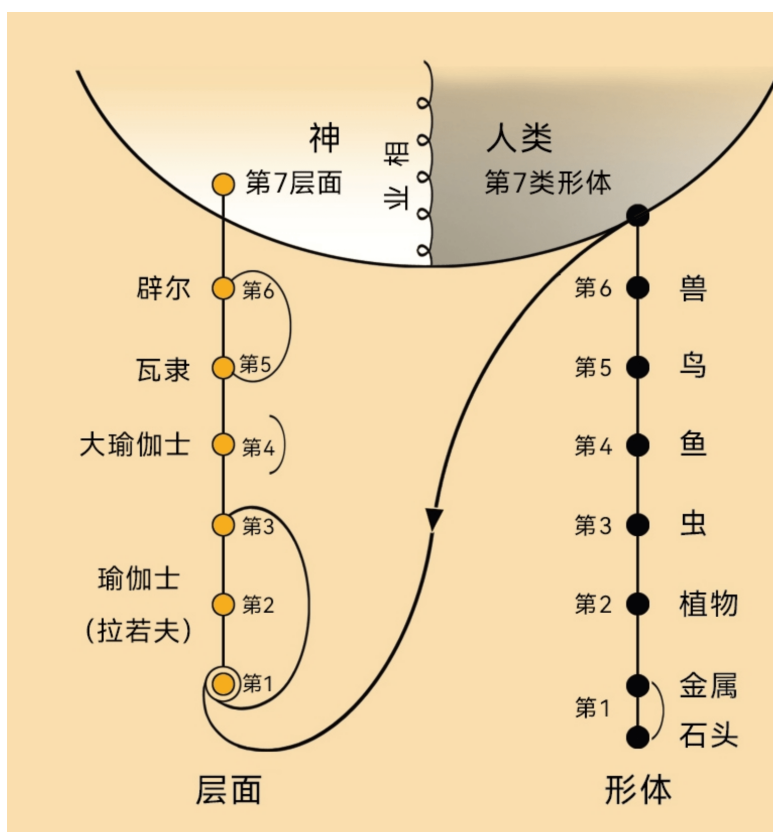 神
人类
业相
第7层面
第7类形体
辟尔
第6
第6
兽
瓦隶
第5
第5
鸟
大瑜伽士
第4
第4
鱼
第3
第3
虫
瑜伽士
（拉若夫）
第2
第2
植物
第1
第1
金属
石头
层面
形体